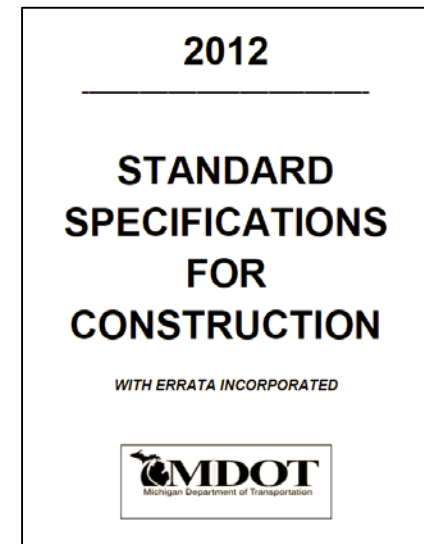 2012
STANDARD
SPECIFICATIONS
FOR
CONSTRUCTION
WITH ERRATA INCORPORATED
MDOT
Michigan Department of Transportation